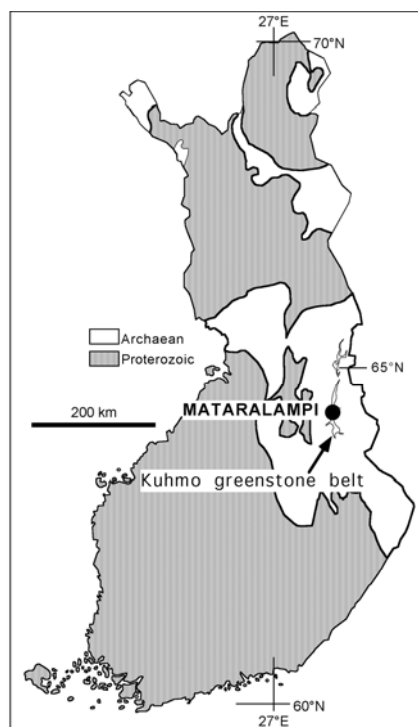 27°E
70°N
Archaean
Proterozoic
65°N
200 km
MATARALAMPI
Kuhmo greenstone belt
60°N
27°E